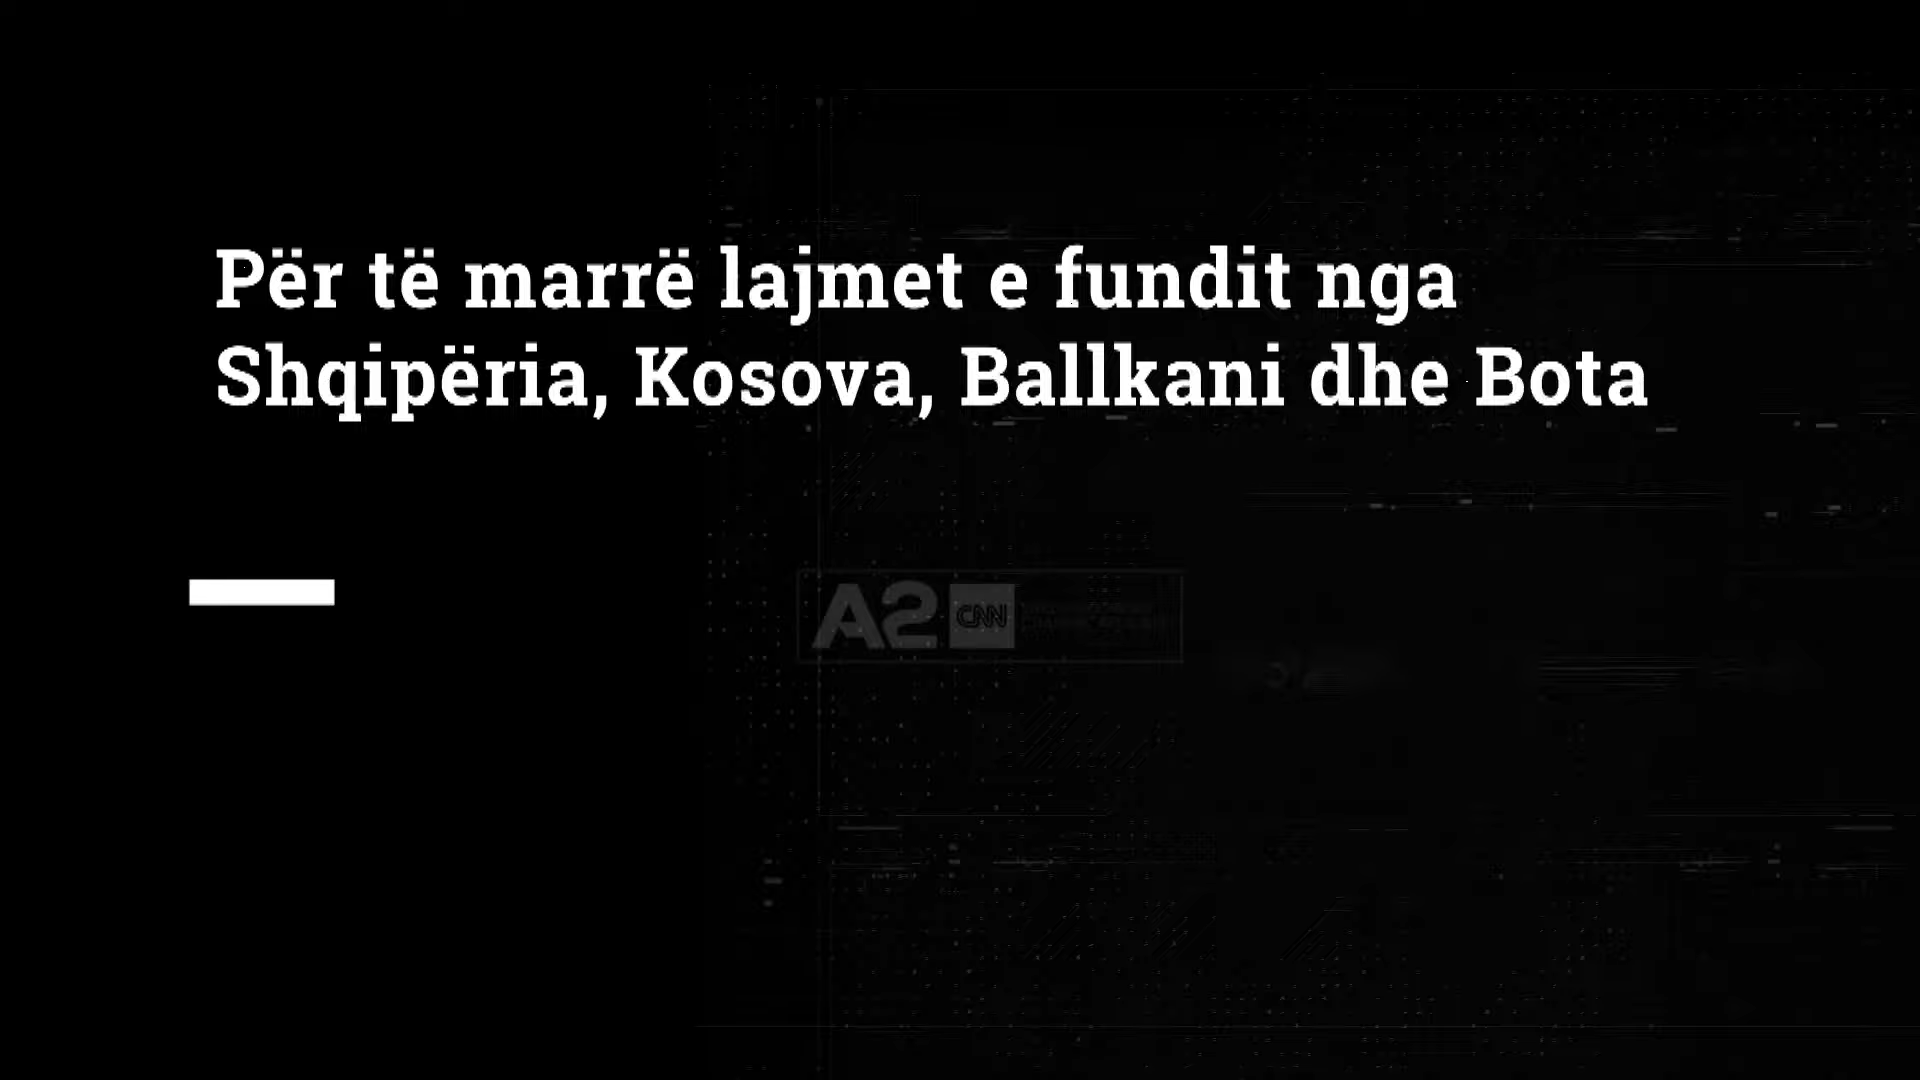 Për të marrë lajmet e fundit nga
Shqipëria, Kosova, Ballkani dhe Bota
A2 CNN